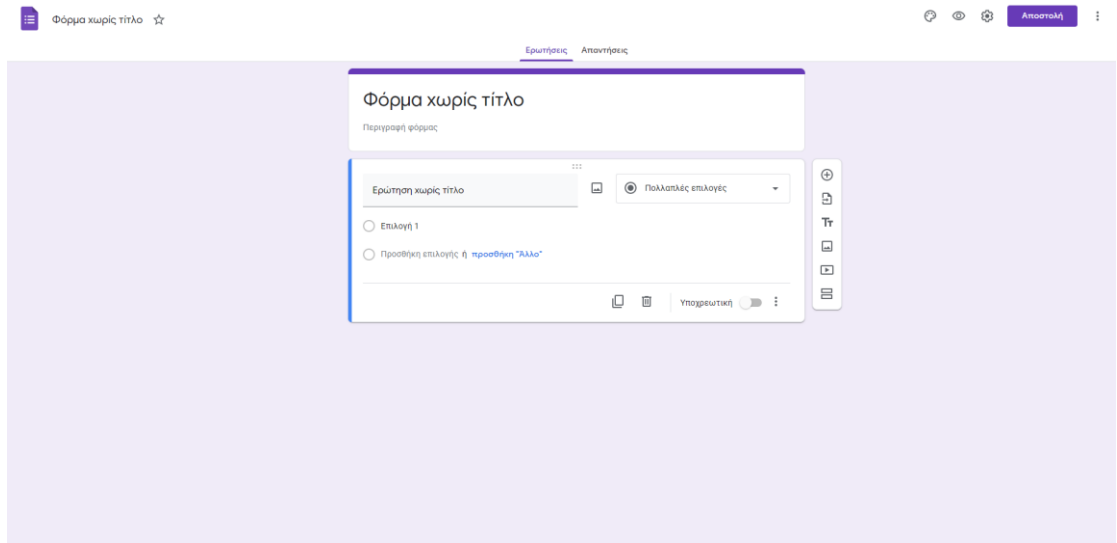 Φόρμα χωρίς τίτλο
Αποστολή
Ερωτήσεις Απαντήσεις
Φόρμα χωρίς τίτλο
Περιγραφή φόρμας
Ερώτηση χωρίς τίτλο
Πολλαπλές επιλογές
Επιλογή 1
Προσθήκη επιλογής ή προσθήκη "Άλλο"
Υποχρεωτική
Tт